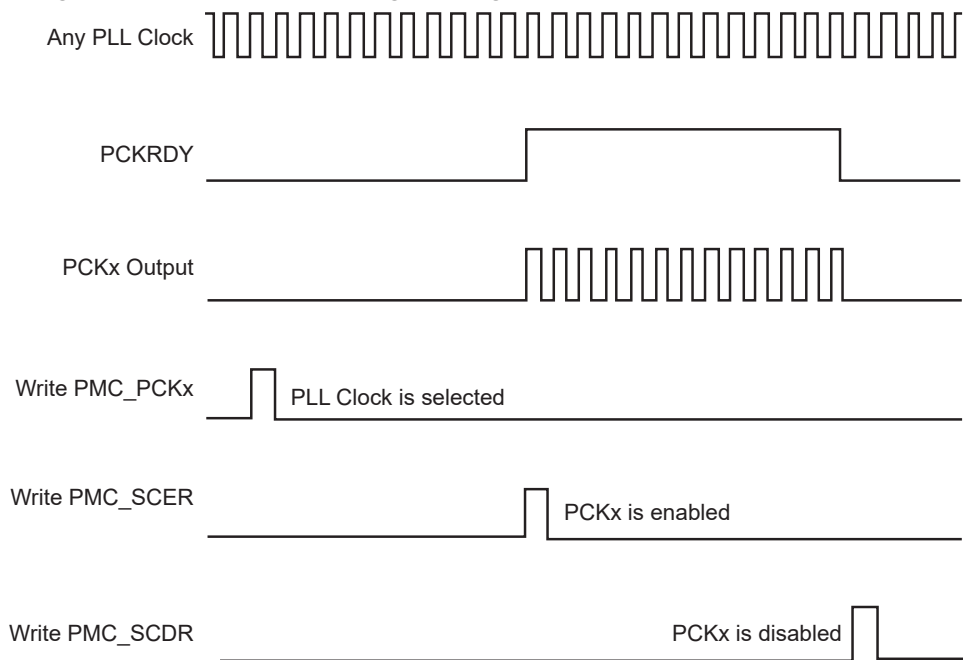 Any PLL Clock
PCKRDY
PCKx Output
Write PMC_PCKx
PLL Clock is selected
Write PMC_SCER
PCKx is enabled
Write PMC_SCDR
PCKx is disabled